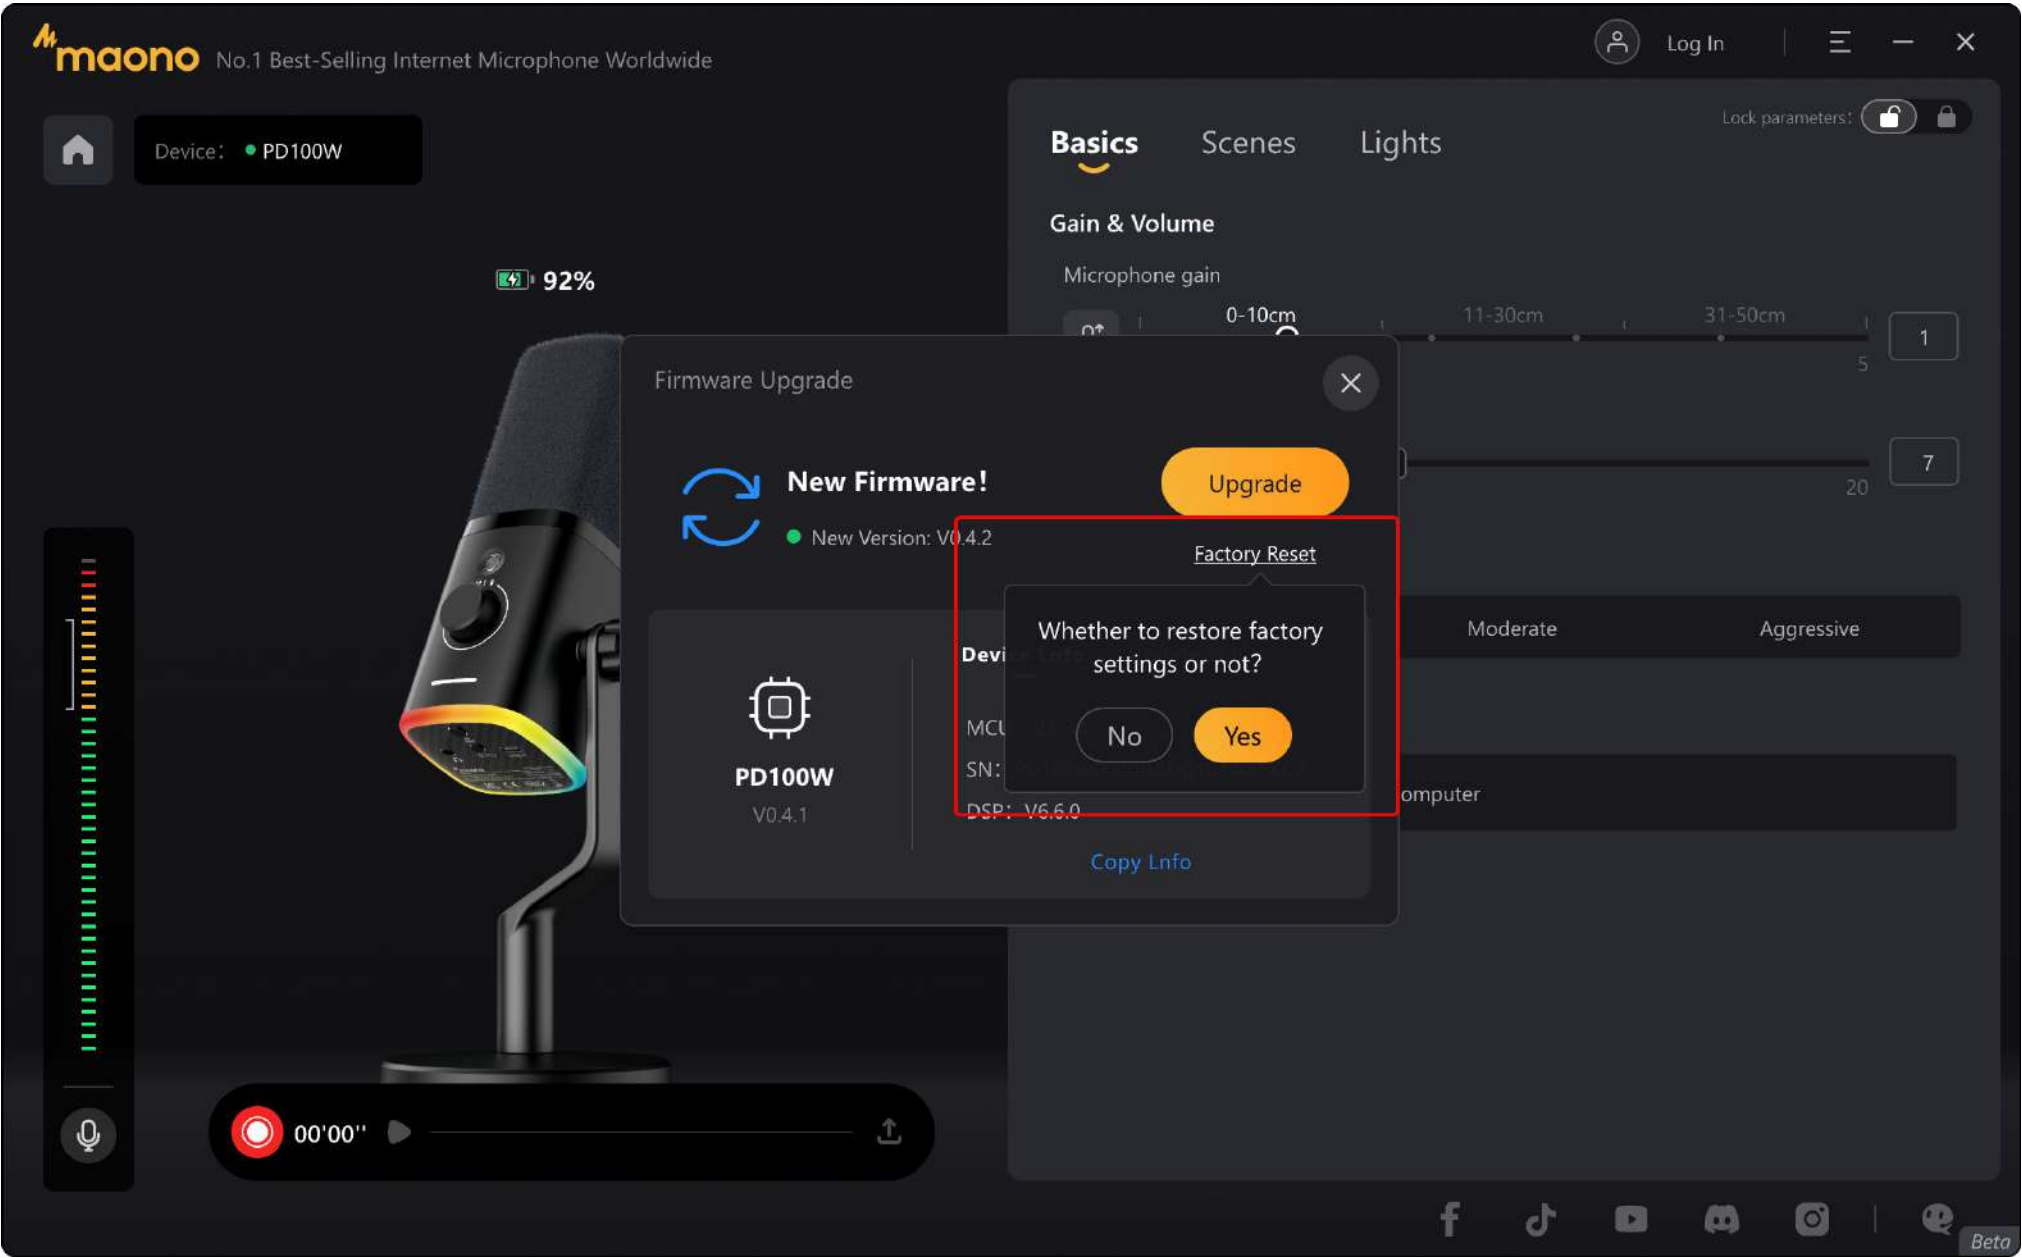 maono No.1 Best-Selling Internet Microphone Worldwide
Log In
Device: PD100W
Lock parameters:
Basics Scenes Lights
Gain & Volume
92%
Microphone gain
0-10cm 11-30cm 31-50cm
1
5
Firmware Upgrade
New Firmware!
Upgrade
7
20
New Version: V0.4.2
Factory Reset
Whether to restore factory
settings or not?
Moderate Aggressive
Devi
MCU
No Yes
SN:
PD100W
V0.4.1
DSP: V6.6.0
omputer
Copy Lnfo
00'00''
Beta